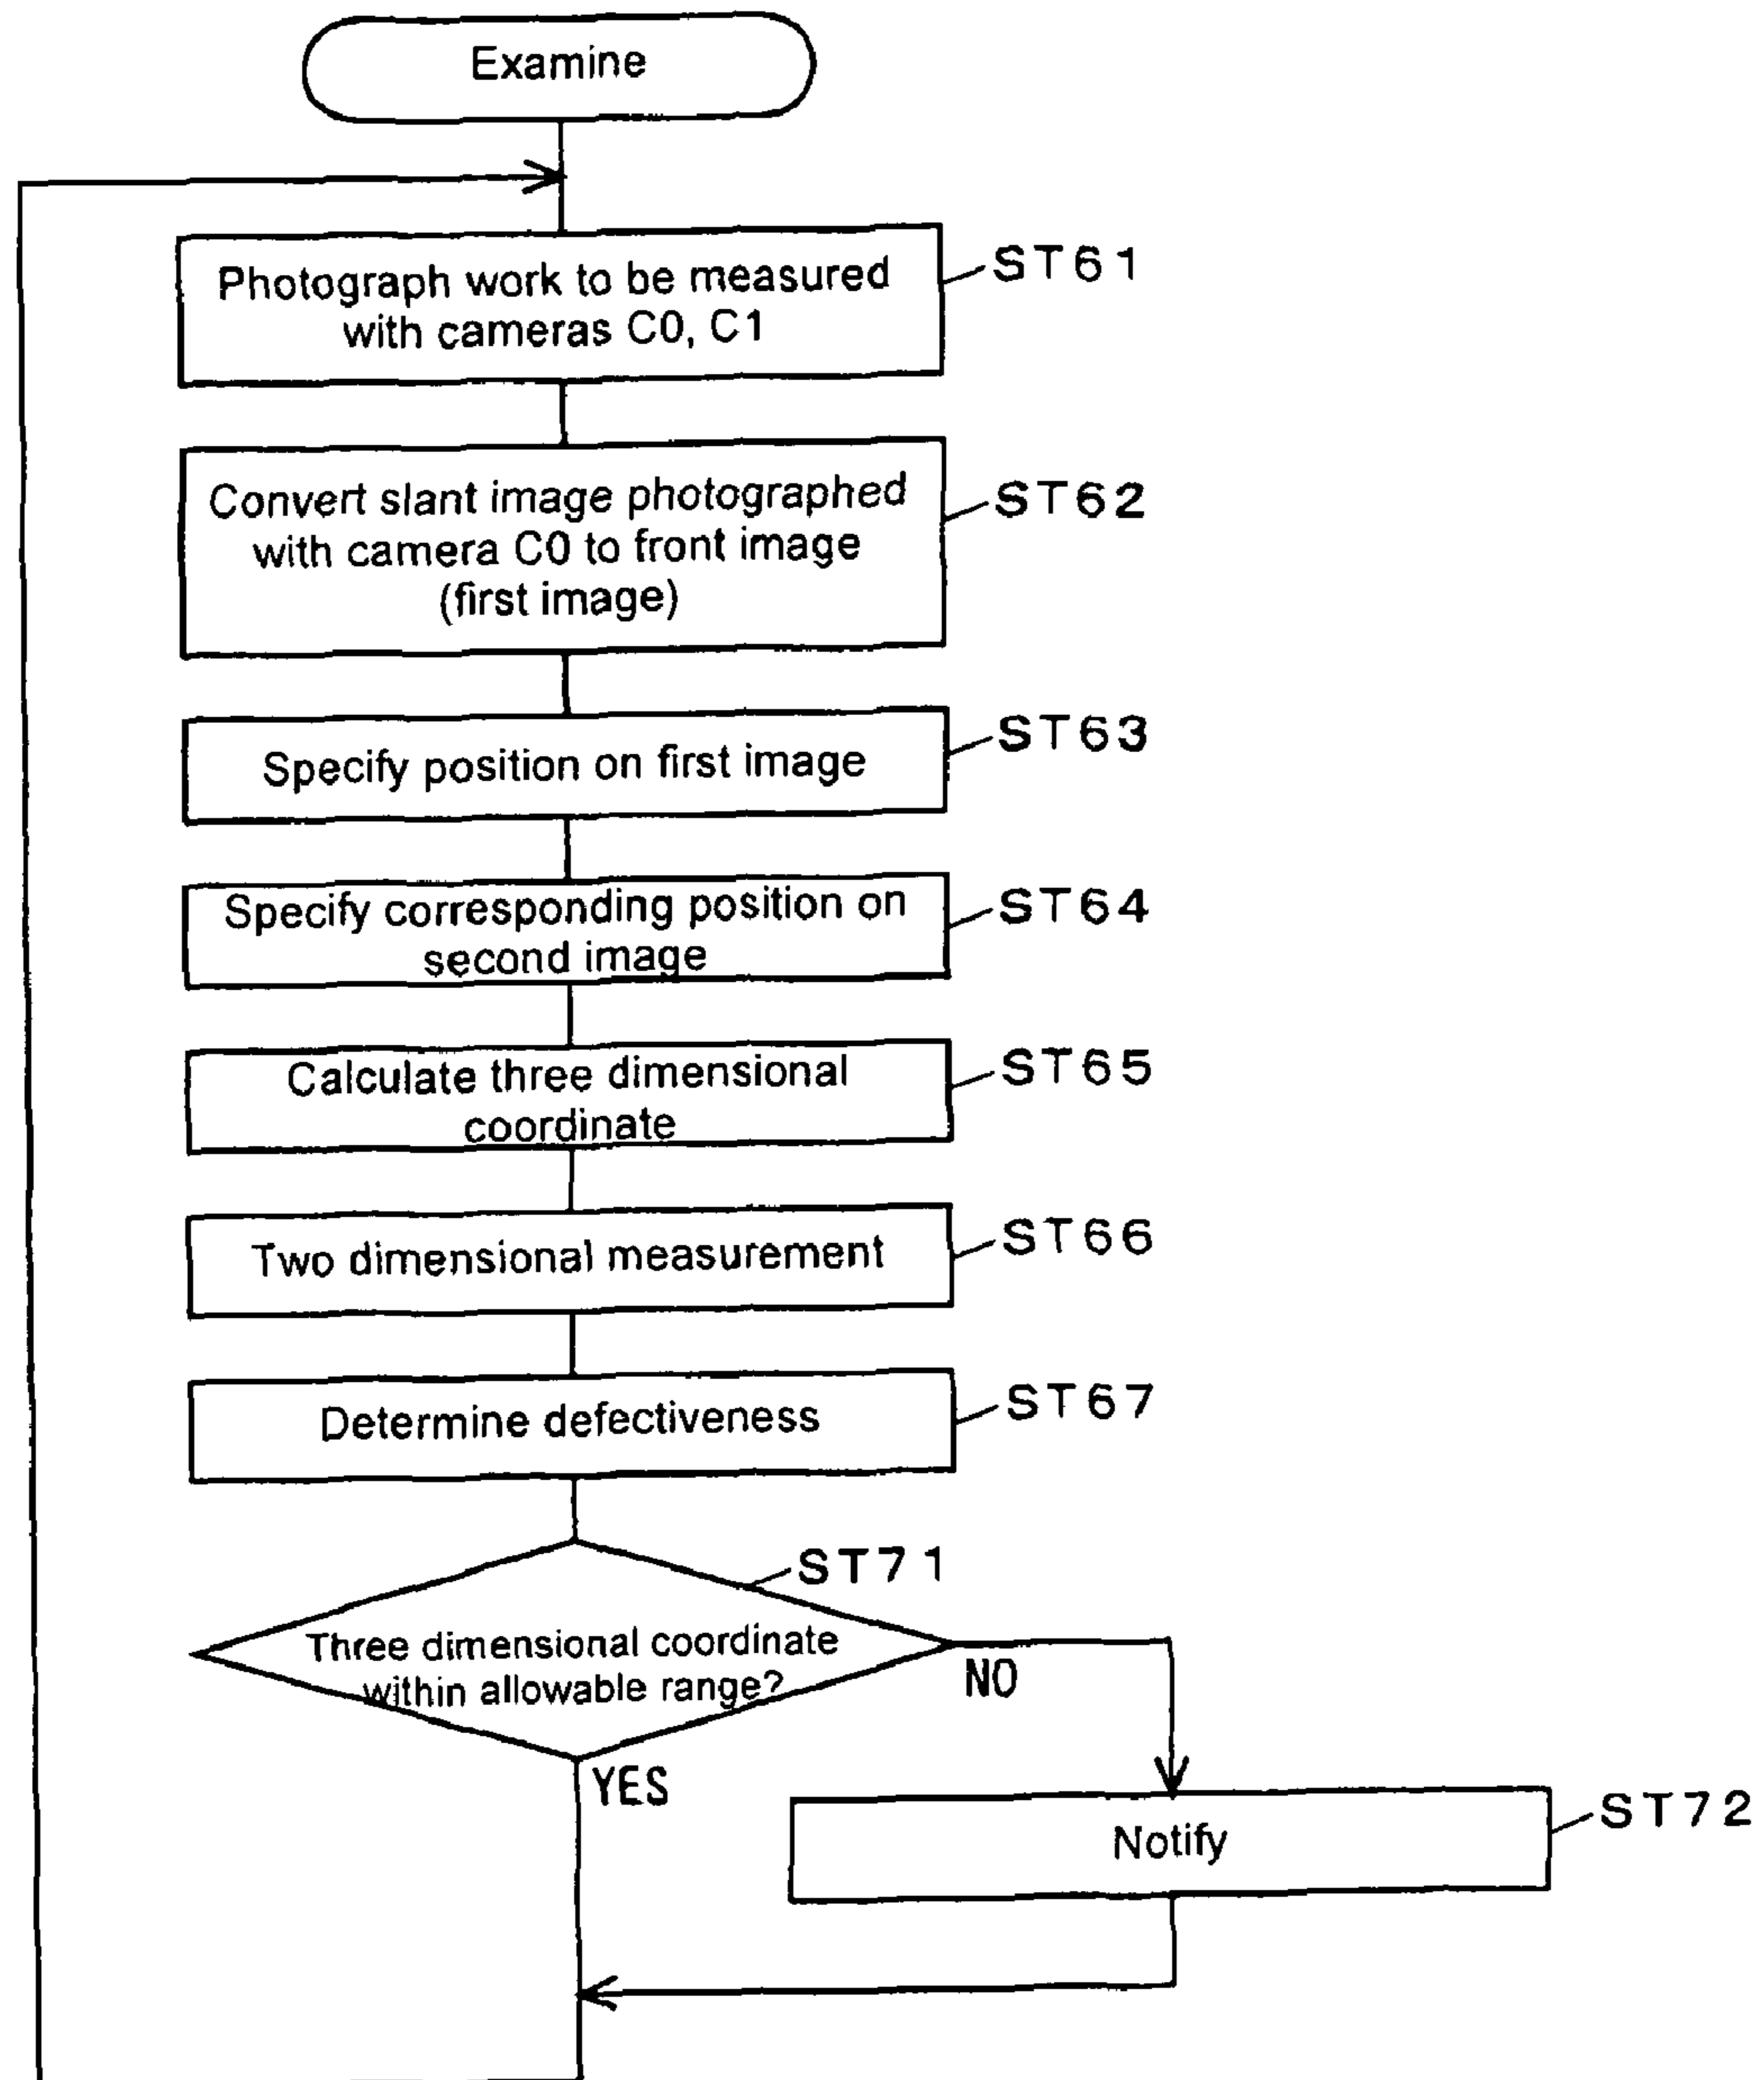 Examine
Photograph work to be measured
with cameras C0, C1
ST61
Convert slant image photographed
with camera C0 to front image
(first image)
ST62
Specify position on first image
ST63
Specify corresponding position on
second image
ST64
Calculate three dimensional
coordinate
ST65
Two dimensional measurement
ST66
Determine defectiveness
ST67
ST71
Three dimensional coordinate
within allowable range?
NO
YES
Notify
ST72